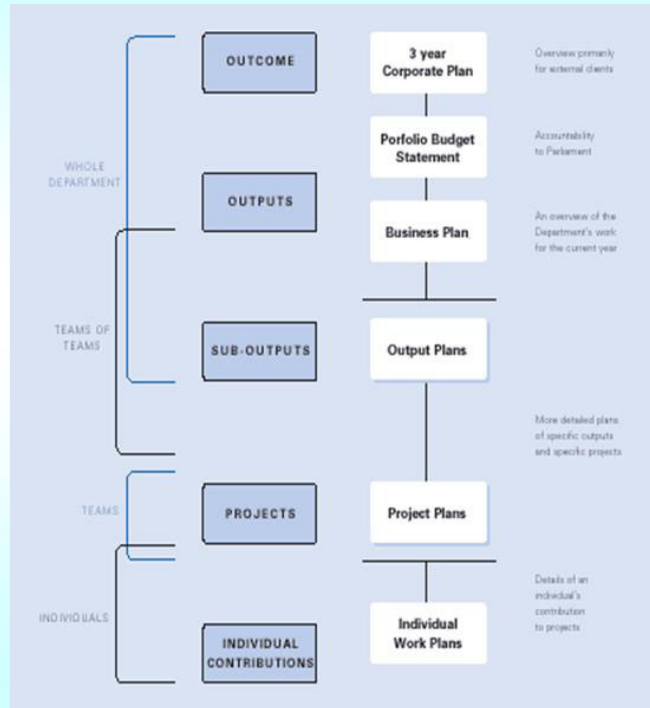 OUTCOME
3 year
Corporate Plan
Overview primarily
for external clients
Porfolio Budget
Statement
Accountability
to Parliament
WHOLE
DEPARTMENT
OUTPUTS
Business Plan
An overview of the
Department's work
for the current year
TEAMS OF
TEAMS
SUB-OUTPUTS
Output Plans
More detailed plans
of specific outputs
and specific projects
TEAMS
PROJECTS
Project Plans
INDIVIDUALS
INDIVIDUAL
CONTRIBUTIONS
Individual
Work Plans
Details of an
individual's
contribution
to projects